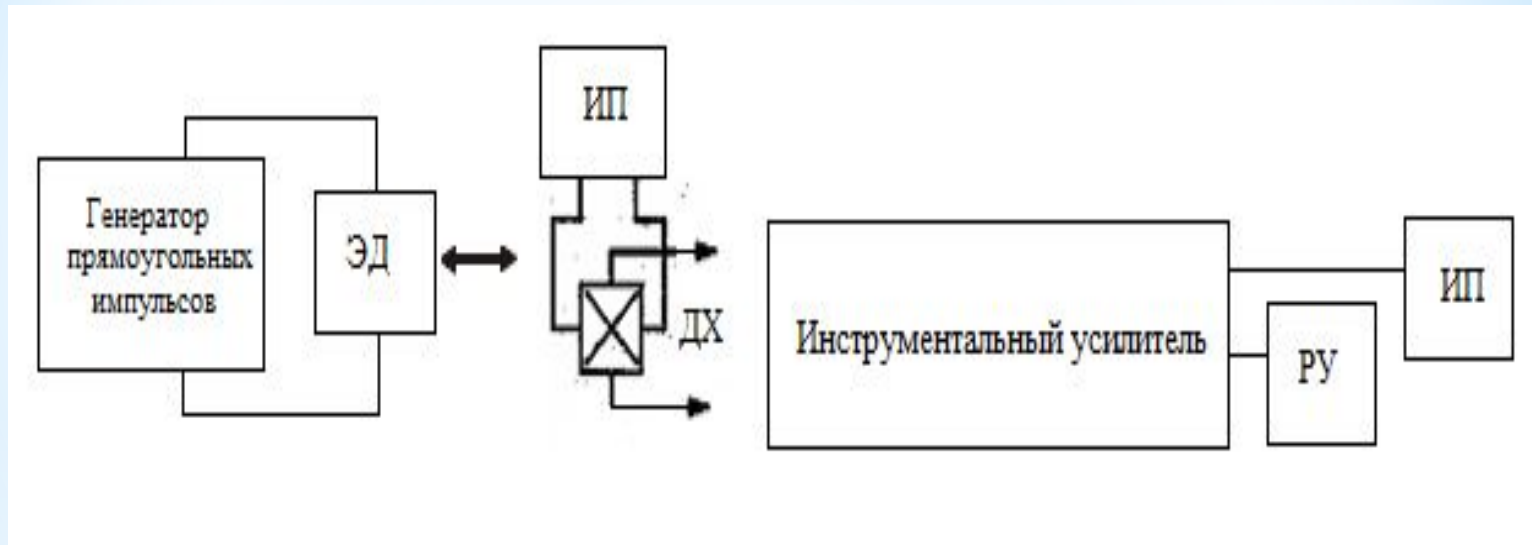 ИП
Генератор
прямоугольных
импульсов
ЭД
ДХ
Инструментальный усилитель
ИП
РУ